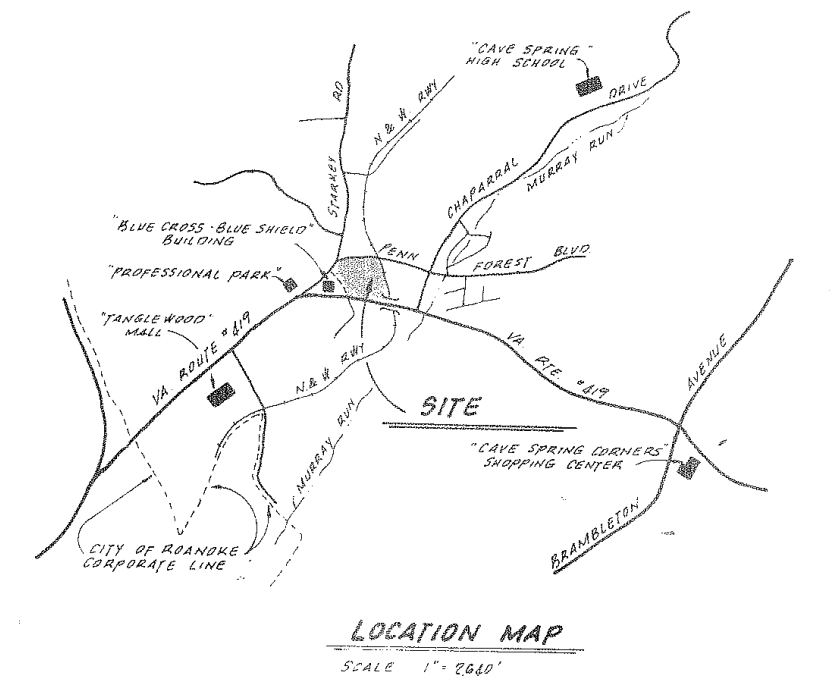 "CAVE SPRING"
HIGH SCHOOL
STARKEY RD
N. & W. RWY
CHAPARRAL DRIVE
MURRAY RUN
"BLUE CROSS - BLUE SHIELD"
BUILDING
PENN FOREST BLVD.
"PROFESSIONAL PARK"
"TANGLEWOOD"
MALL
VA. ROUTE #419
N. & W. RWY
VA. RTE #419
SITE
MURRAY RUN
BRAMBLETON AVENUE
"CAVE SPRING CORNERS"
SHOPPING CENTER
CITY OF ROANOKE
CORPORATE LINE
LOCATION MAP
SCALE 1" = 2640'